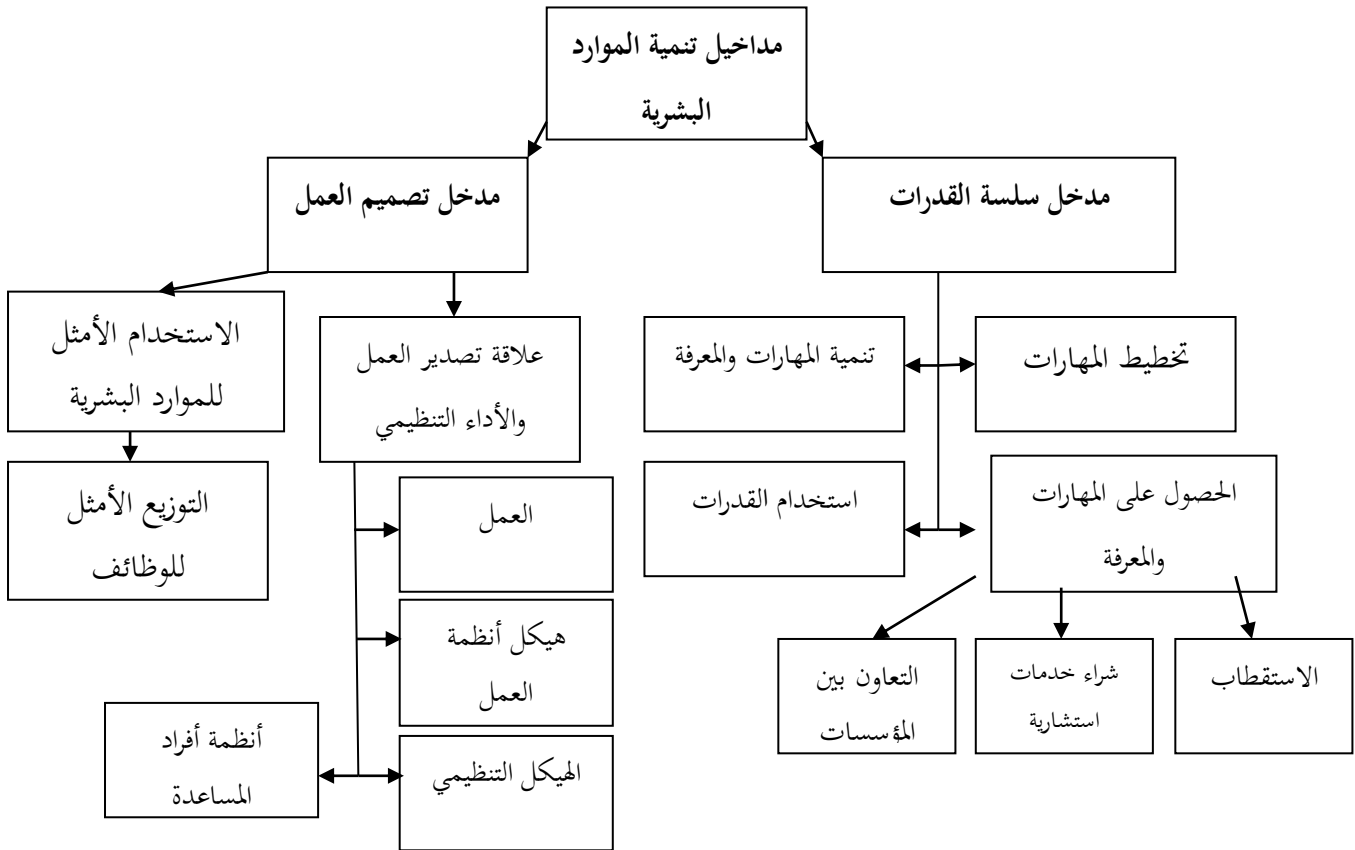 مداخيل تنمية الموارد
البشرية
مدخل سلسة القدرات
مدخل تصميم العمل
تخطيط المهارات
تنمية المهارات والمعرفة
علاقة تصدير العمل
والأداء التنظيمي
الاستخدام الأمثل
للموارد البشرية
الحصول على المهارات
والمعرفة
استخدام القدرات
العمل
التوزيع الأمثل
للوظائف
الاستقطاب
شراء خدمات
استشارية
التعاون بين
المؤسسات
هيكل أنظمة
العمل
الهيكل التنظيمي
أنظمة أفراد
المساعدة